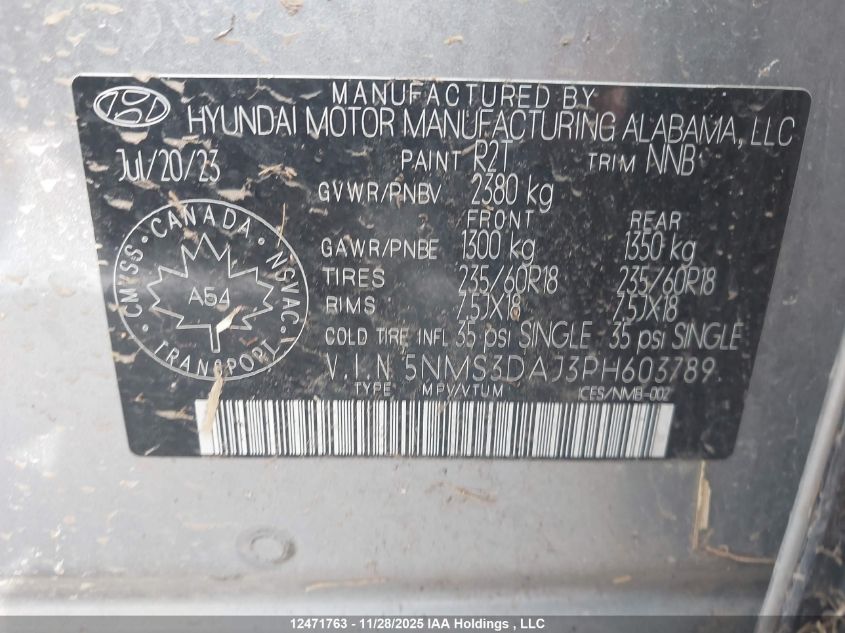 MANUFACTURED BY
HYUNDAI MOTOR MANUFACTURING ALABAMA, LLC
Jul/20/23 PAINT R2T TRIM NNB
GVWR/PNBV 2380 kg
FRONT REAR
GAWR/PNBE 1300 kg 1350 kg
TIRES 235/60R18 235/60R18
RIMS 7.5JX18 7.5JX18
COLD TIRE INFL 35 psi SINGLE 35 psi SINGLE
V.I.N 5NMS3DAJ3PH603789
TYPE MPV/VTUM ICES/NMB-002
CMVSS · CANADA · NSVAC ·
A54
TRANSPORT
12471763 - 11/28/2025 IAA Holdings , LLC